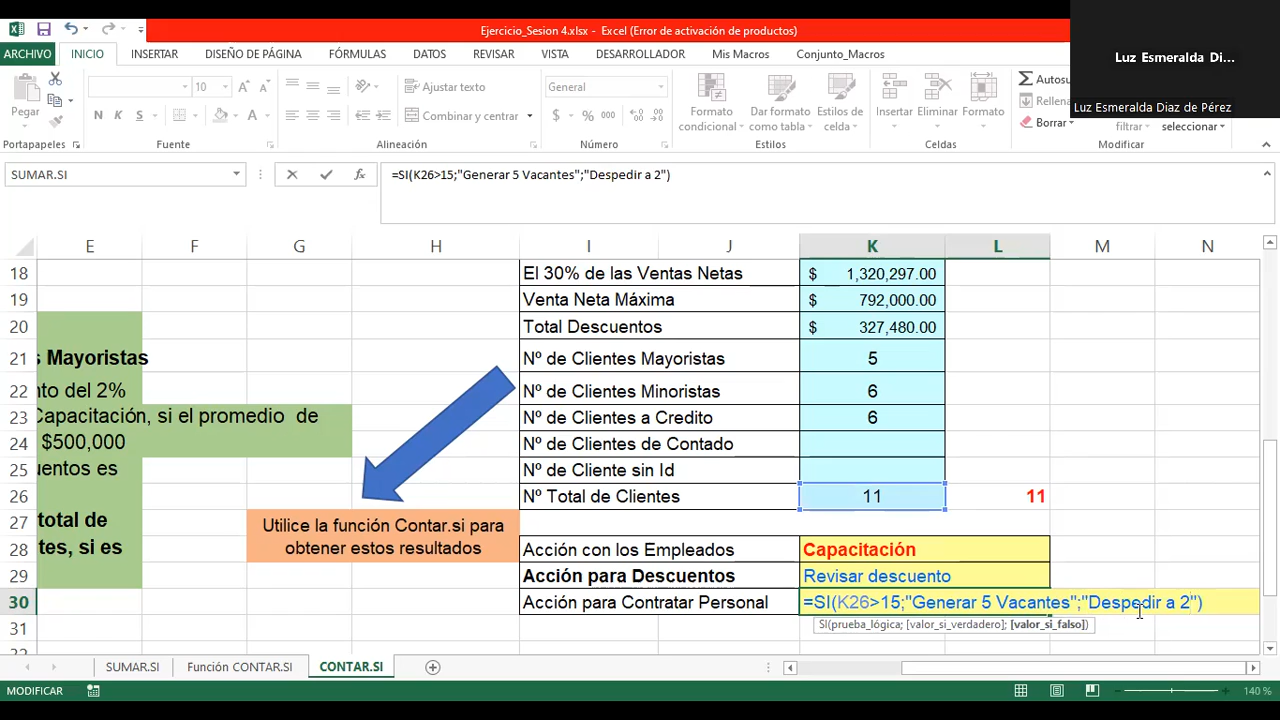 Ejercicio_Sesion 4.xlsx - Excel (Error de activación de productos)
Luz Esmeralda Di...
Luz Esmeralda Diaz de Pérez
ARCHIVO INICIO INSERTAR DISEÑO DE PÁGINA FÓRMULAS DATOS REVISAR VISTA DESARROLLADOR Mis Macros Conjunto_Macros
Pegar
10
N K S
Ajustar texto
Combinar y centrar
General
$ % 000
Formato condicional
Dar formato como tabla
Estilos de celda
Insertar Eliminar Formato
Autosu
Rellena
Borrar
filtrar
seleccionar
Portapapeles Fuente Alineación Número Estilos Celdas Modificar
SUMAR.SI
=SI(K26>15;"Generar 5 Vacantes";"Despedir a 2")
E F G H I J K L M N
18 El 30% de las Ventas Netas $ 1,320,297.00
19 Venta Neta Máxima $ 792,000.00
20 Total Descuentos $ 327,480.00
21 s Mayoristas Nº de Clientes Mayoristas 5
22 nto del 2% Nº de Clientes Minoristas 6
23 Capacitación, si el promedio de Nº de Clientes a Credito 6
24 $500,000 Nº de Clientes de Contado
25 uentos es Nº de Cliente sin Id
26 Nº Total de Clientes 11 11
27 total de
Utilice la función Contar.si para
obtener estos resultados
28 tes, si es Acción con los Empleados Capacitación
29 Acción para Descuentos Revisar descuento
30 Acción para Contratar Personal =SI(K26>15;"Generar 5 Vacantes";"Despedir a 2")
SI(prueba_lógica; [valor_si_verdadero]; [valor_si_falso])
31
SUMAR.SI Función CONTAR.SI CONTAR.SI
MODIFICAR
140 %